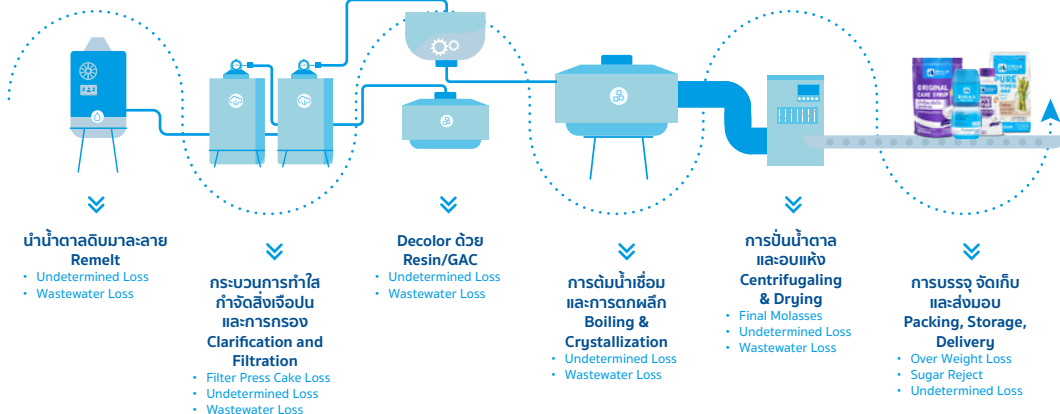 ORIGINAL
CANE SYRUP
PURE
นำน้ำตาลดิบมาละลาย
Remelt
• Undetermined Loss
• Wastewater Loss
กระบวนการทำใส
กำจัดสิ่งเจือปน
และการกรอง
Clarification and
Filtration
• Filter Press Cake Loss
• Undetermined Loss
• Wastewater Loss
Decolor ด้วย
Resin/GAC
• Undetermined Loss
• Wastewater Loss
การต้มน้ำเชื่อม
และการตกผลึก
Boiling &
Crystallization
• Undetermined Loss
• Wastewater Loss
การปั่นน้ำตาล
และอบแห้ง
Centrifugaling
& Drying
• Final Molasses
• Undetermined Loss
• Wastewater Loss
การบรรจุ จัดเก็บ
และส่งมอบ
Packing, Storage,
Delivery
• Over Weight Loss
• Sugar Reject
• Undetermined Loss